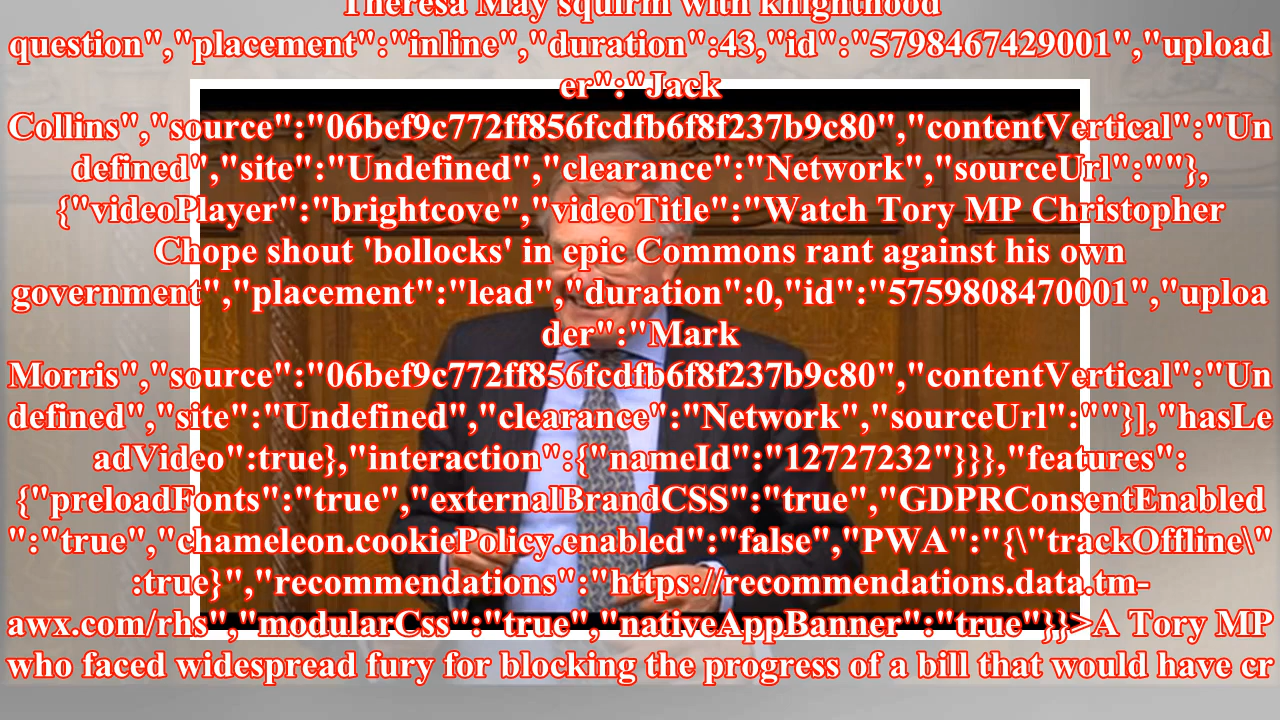 Theresa May squirm with knighthood
question","placement":"inline","duration":43,"id":"5798467429001","upload
er":"Jack
Collins","source":"06bef9c772ff856fcdfb6f8f237b9c80","contentVertical":"Un
defined","site":"Undefined","clearance":"Network","sourceUrl":""},
{"videoPlayer":"brightcove","videoTitle":"Watch Tory MP Christopher
Chope shout 'bollocks' in epic Commons rant against his own
government","placement":"lead","duration":0,"id":"5759808470001","uploa
der":"Mark
Morris","source":"06bef9c772ff856fcdfb6f8f237b9c80","contentVertical":"Un
defined","site":"Undefined","clearance":"Network","sourceUrl":""}],"hasLe
adVideo":true},"interaction":{"nameId":"12727232"}}},"features":
{"preloadFonts":"true","externalBrandCSS":"true","GDPRConsentEnabled
":"true","chameleon.cookiePolicy.enabled":"false","PWA":"{\"trackOffline\"
:true}","recommendations":"https://recommendations.data.tm-
awx.com/rhs","modularCss":"true","nativeAppBanner":"true"}}>A Tory MP
who faced widespread fury for blocking the progress of a bill that would have cr